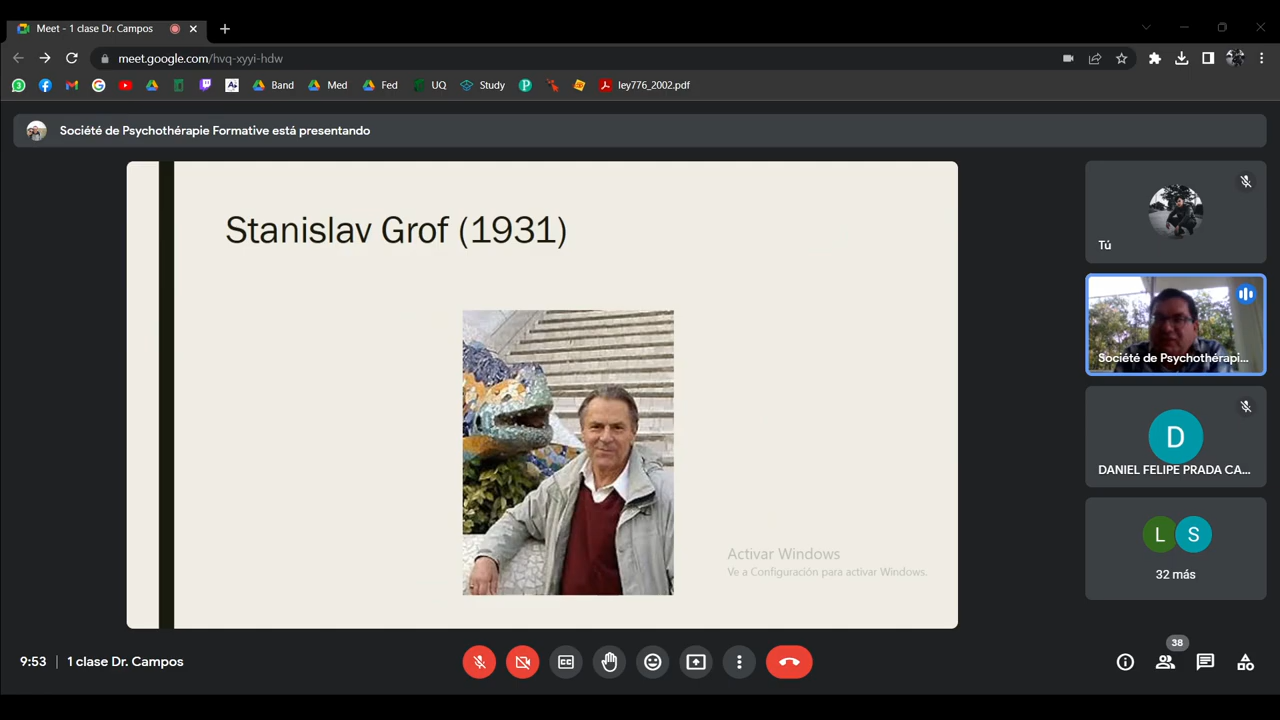 Meet - 1 clase Dr. Campos
meet.google.com/hvq-xyyi-hdw
3
Band
Med
Fed
UQ
Study
ley776_2002.pdf
Société de Psychothérapie Formative está presentando
Stanislav Grof (1931)
Activar Windows
Ve a Configuración para activar Windows.
Tú
Société de Psychothérapi...
D
DANIEL FELIPE PRADA CA...
L
S
32 más
9:53
1 clase Dr. Campos
38